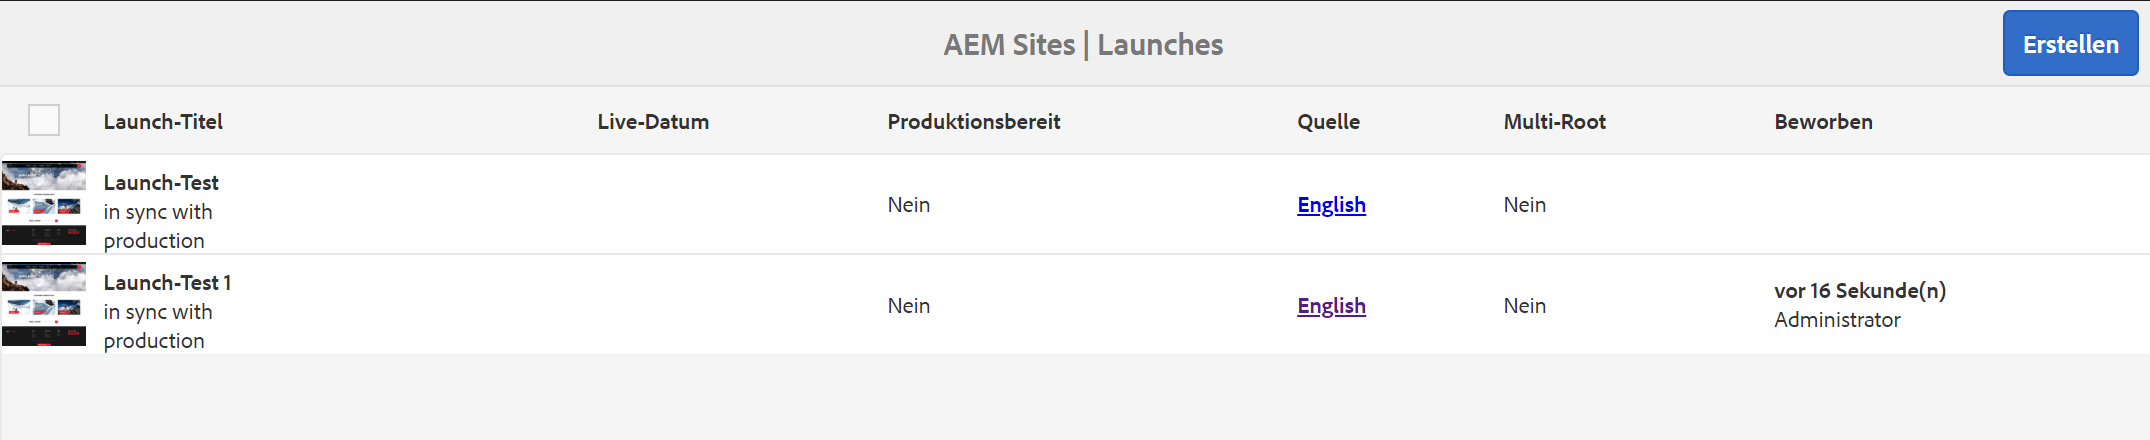 AEM Sites | Launches
Erstellen
Launch-Titel Live-Datum Produktionsbereit Quelle Multi-Root Beworben
Launch-Test
in sync with
production
Nein English Nein
Launch-Test 1
in sync with
production
Nein English Nein
vor 16 Sekunde(n)
Administrator